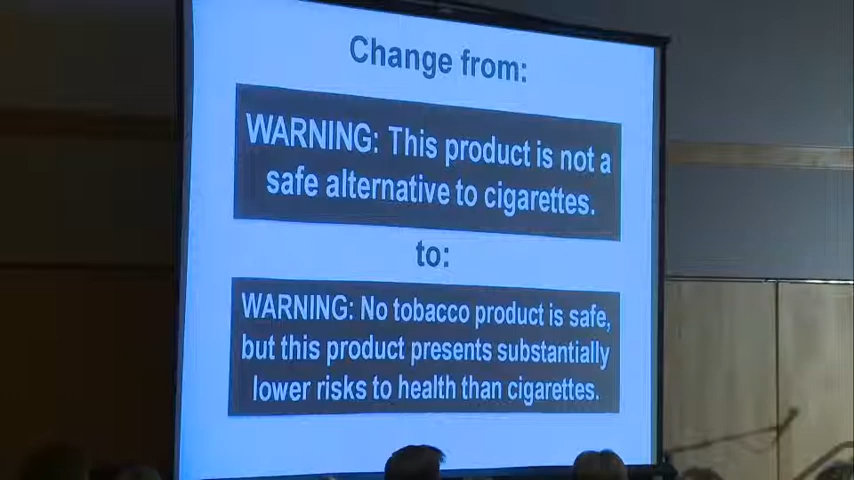 Change from:
WARNING: This product is not a
safe alternative to cigarettes.
to:
WARNING: No tobacco product is safe,
but this product presents substantially
lower risks to health than cigarettes.